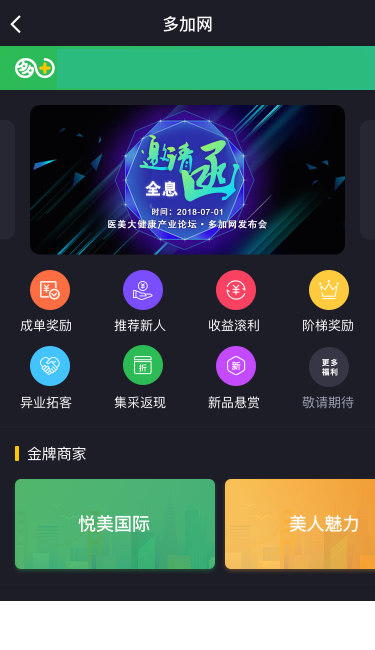 多加网
邀请函
全息
时间：2018-07-01
医美大健康产业论坛·多加网发布会
成单奖励 推荐新人 收益滚利 阶梯奖励
折 新 更多
福利
异业拓客 集采返现 新品悬赏 敬请期待
金牌商家
悦美国际 美人魅力